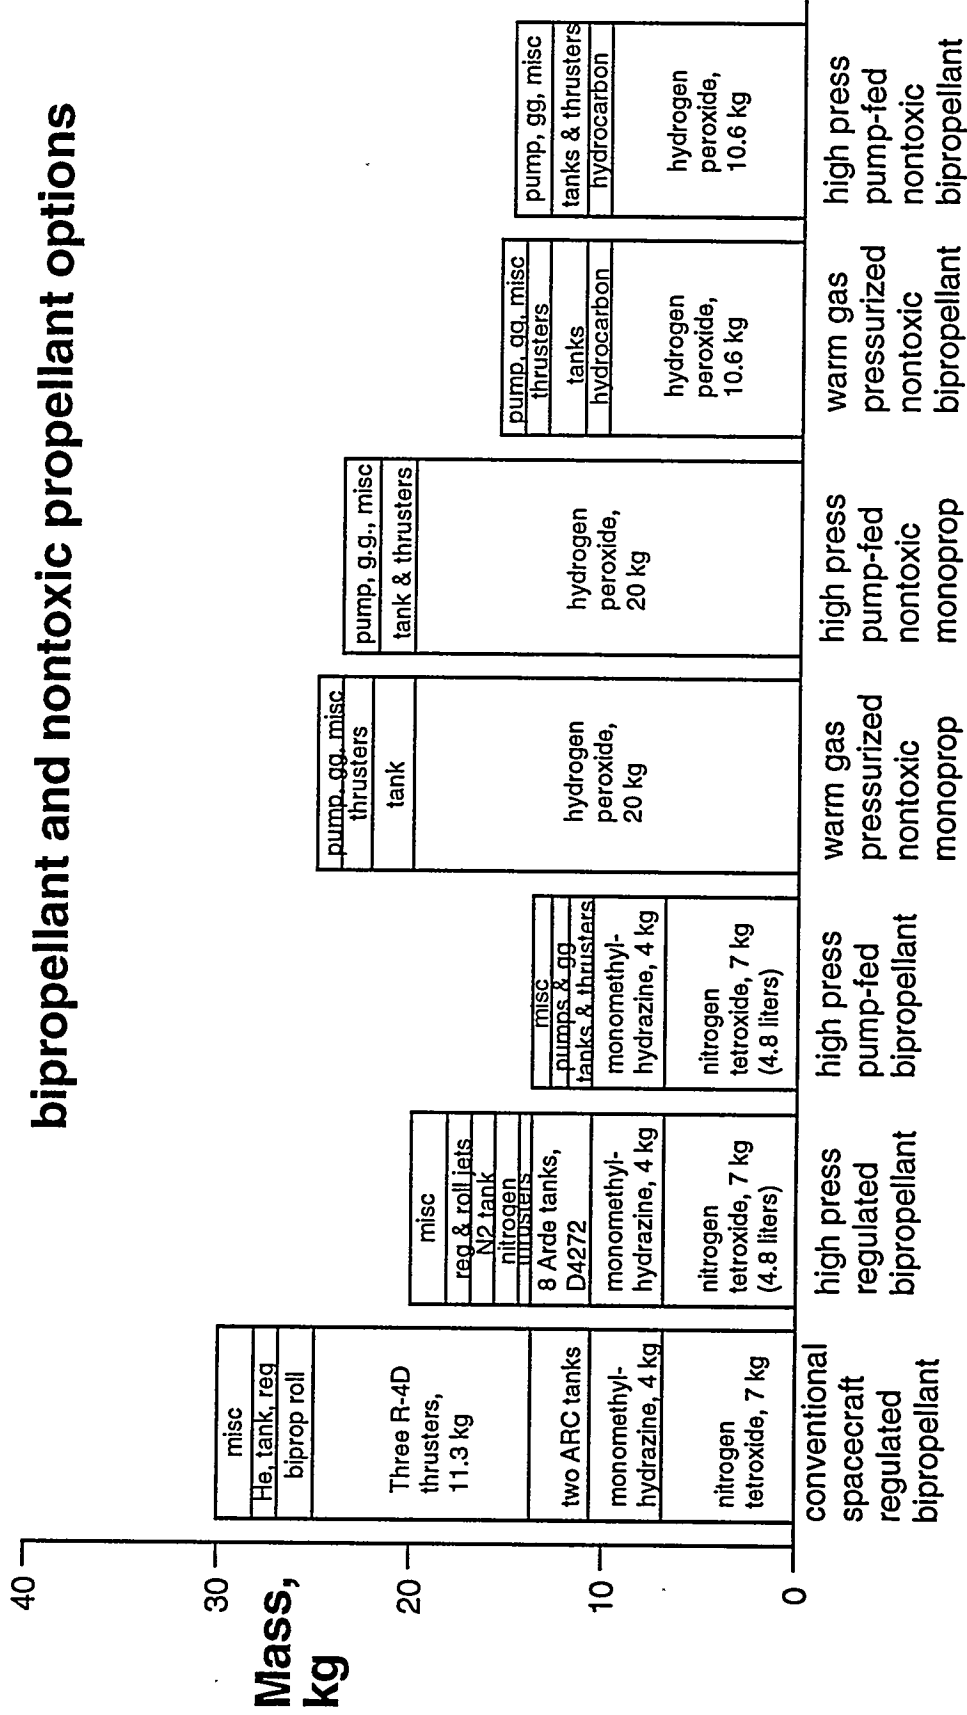 bipropellant and nontoxic propellant options
40
30
20
10
0
Mass,
kg
misc
He, tank, reg
biprop roll
Three R-4D
thrusters,
11.3 kg
two ARC tanks
monomethyl-
hydrazine, 4 kg
nitrogen
tetroxide, 7 kg
conventional
spacecraft
regulated
bipropellant
misc
reg & roll jets
N2 tank
nitrogen
thrusters
8 Arde tanks,
D4272
monomethyl-
hydrazine, 4 kg
nitrogen
tetroxide, 7 kg
(4.8 liters)
high press
regulated
bipropellant
misc
pumps & gg
tanks & thrusters
monomethyl-
hydrazine, 4 kg
nitrogen
tetroxide, 7 kg
(4.8 liters)
high press
pump-fed
bipropellant
pump, gg, misc
thrusters
tank
hydrogen
peroxide,
20 kg
warm gas
pressurized
nontoxic
monoprop
pump, g.g., misc
tank & thrusters
hydrogen
peroxide,
20 kg
high press
pump-fed
nontoxic
monoprop
pump, gg, misc
thrusters
tanks
hydrocarbon
hydrogen
peroxide,
10.6 kg
warm gas
pressurized
nontoxic
bipropellant
pump, gg, misc
tanks & thrusters
hydrocarbon
hydrogen
peroxide,
10.6 kg
high press
pump-fed
nontoxic
bipropellant